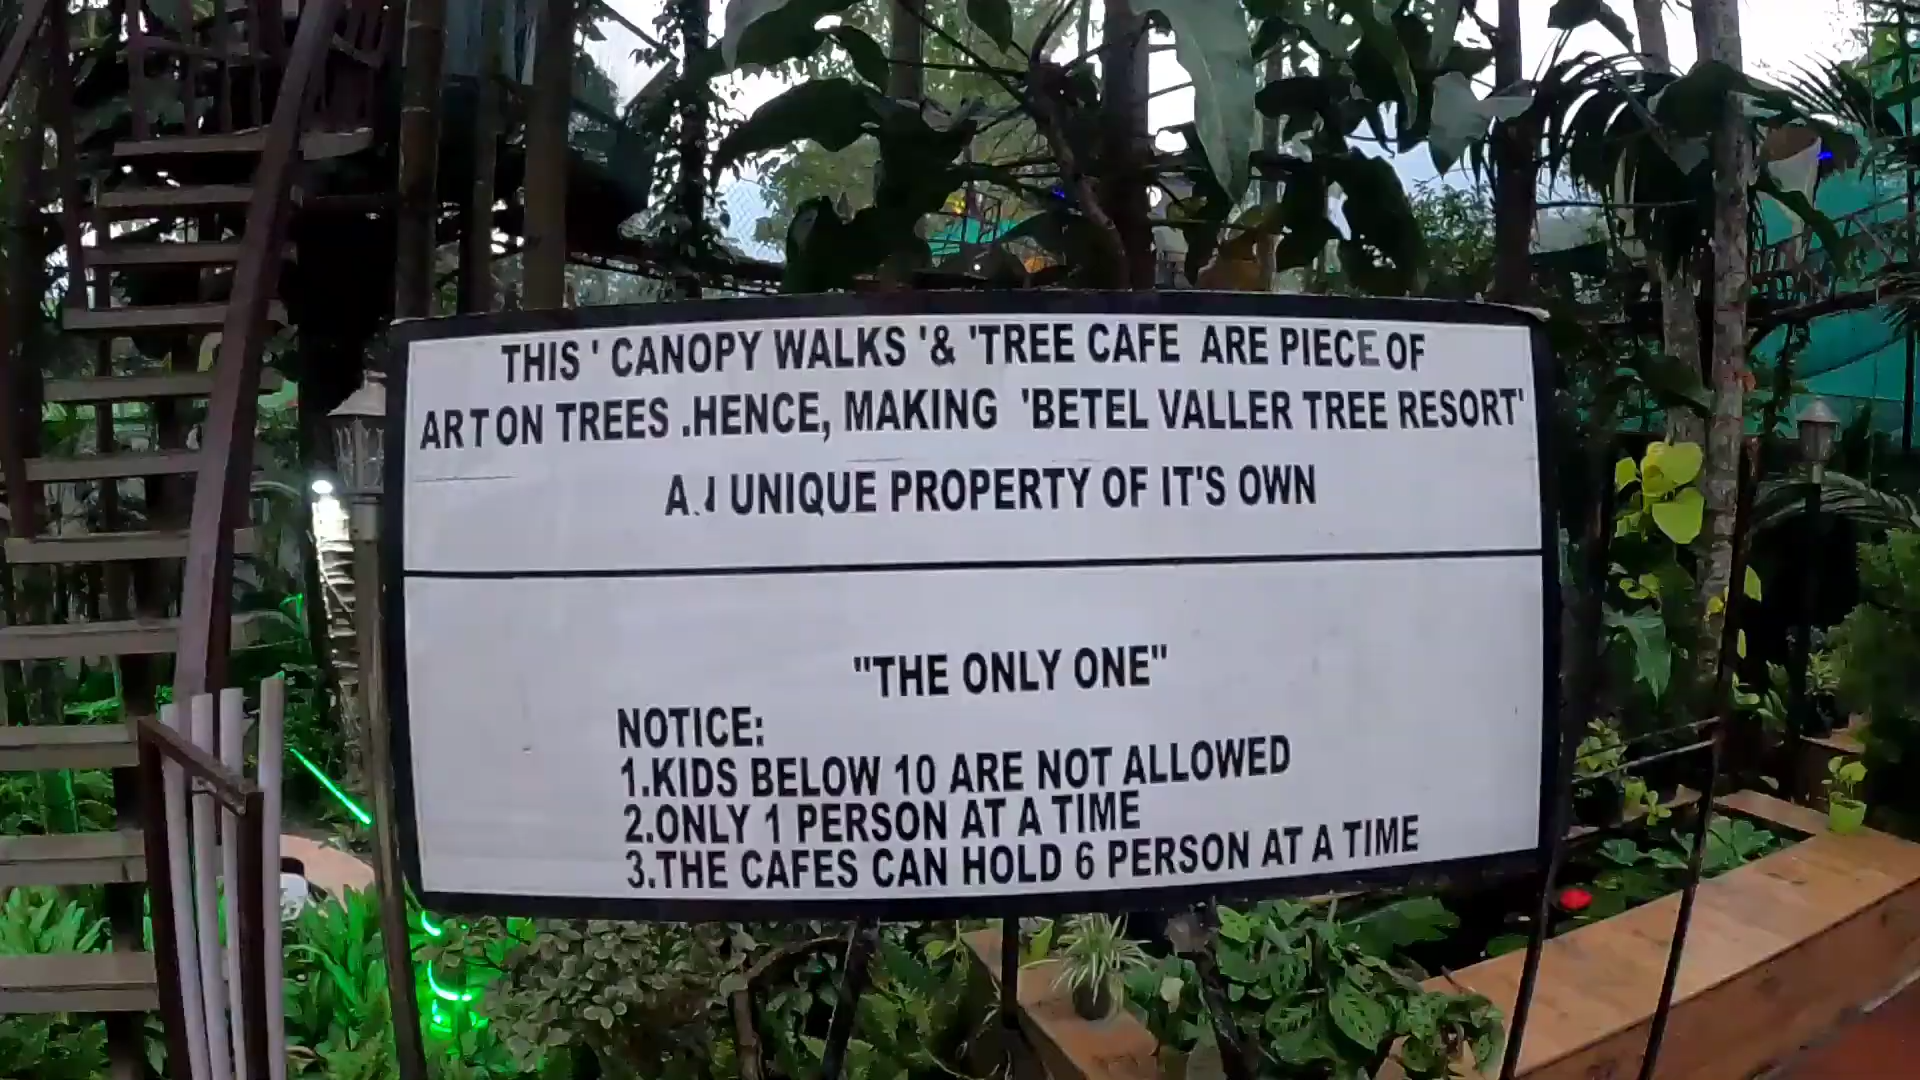 THIS ' CANOPY WALKS '& 'TREE CAFE ARE PIECE OF
ART ON TREES .HENCE, MAKING 'BETEL VALLER TREE RESORT'
UNIQUE PROPERTY OF IT'S OWN
"THE ONLY ONE"
NOTICE:
1.KIDS BELOW 10 ARE NOT ALLOWED
2.ONLY 1 PERSON AT A TIME
3.THE CAFES CAN HOLD 6 PERSON AT A TIME